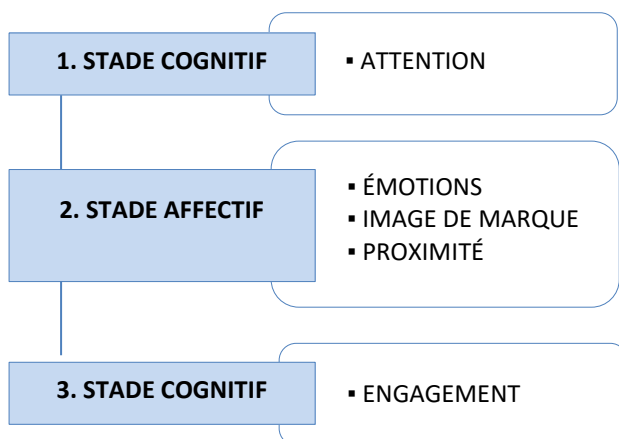 1. STADE COGNITIF
▪ ATTENTION
2. STADE AFFECTIF
▪ ÉMOTIONS
▪ IMAGE DE MARQUE
▪ PROXIMITÉ
3. STADE COGNITIF
▪ ENGAGEMENT